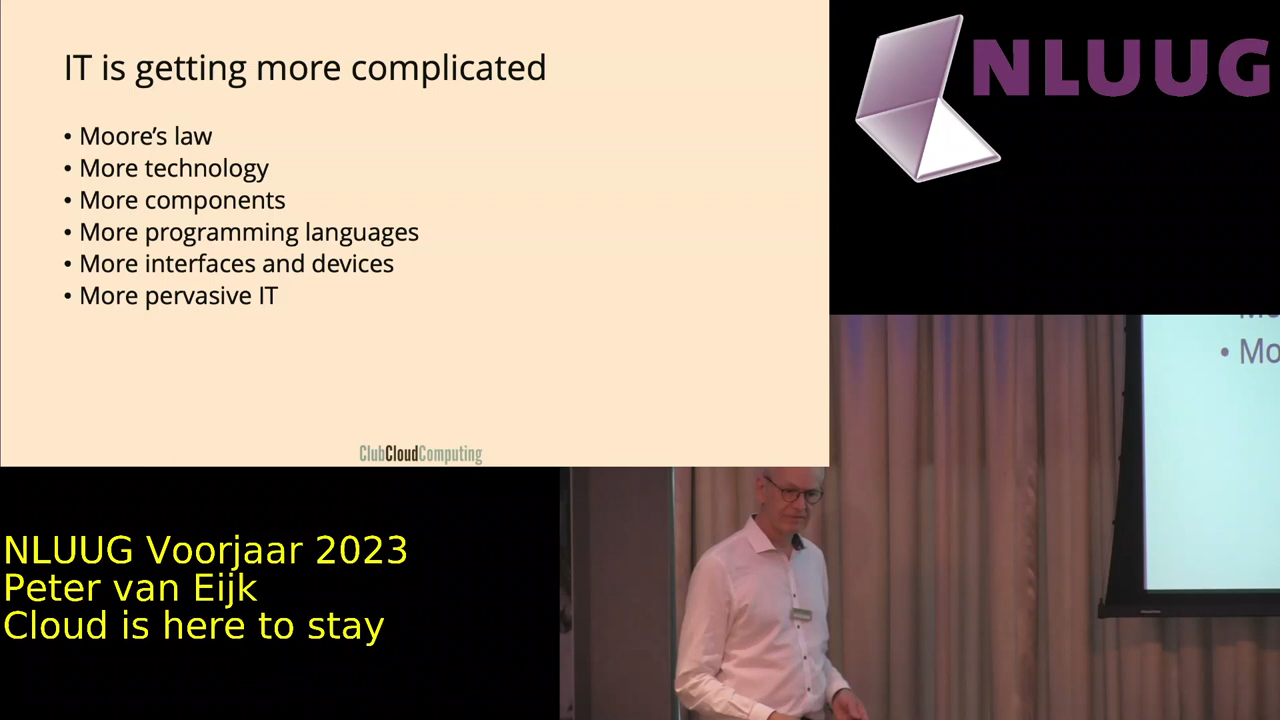 IT is getting more complicated
• Moore’s law
• More technology
• More components
• More programming languages
• More interfaces and devices
• More pervasive IT
ClubCloudComputing
NLUUG
• Mo
NLUUG Voorjaar 2023
Peter van Eijk
Cloud is here to stay